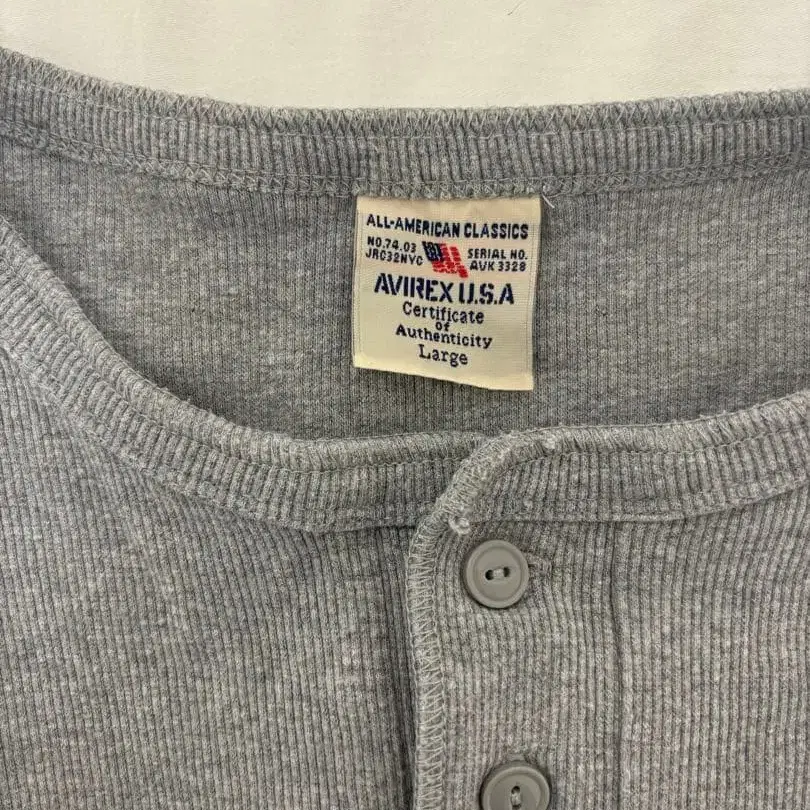 ALL-AMERICAN CLASSICS
NO.74.03 SERIAL NO.
JRC32NYC AVK 3328
AVIREX U.S.A
Certificate
of
Authenticity
Large